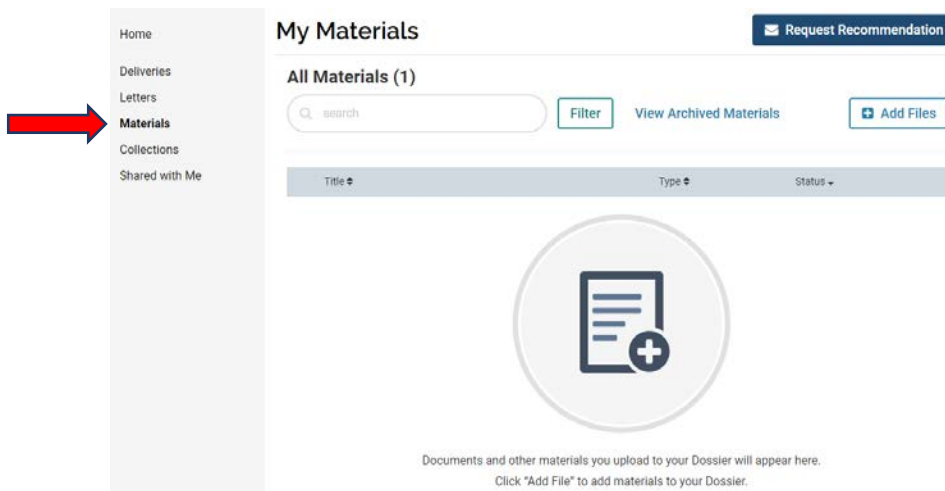 Home
Deliveries
Letters
Materials
Collections
Shared with Me
My Materials
Request Recommendation
All Materials (1)
search
Filter
View Archived Materials
Add Files
Title
Type
Status
Documents and other materials you upload to your Dossier will appear here.
Click "Add File" to add materials to your Dossier.